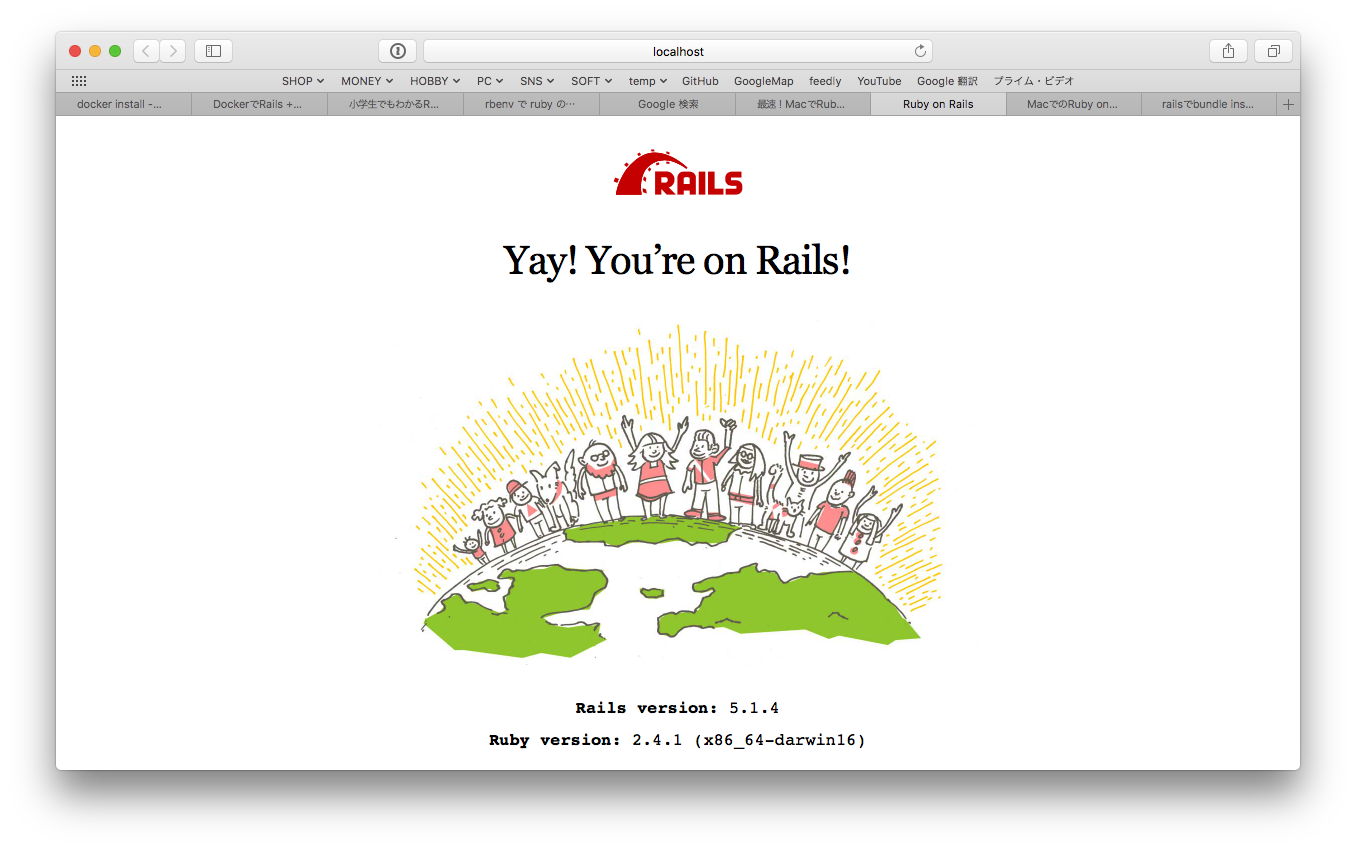 localhost
SHOP MONEY HOBBY PC SNS SOFT temp GitHub GoogleMap feedly YouTube Google 翻訳 プライム・ビデオ
docker install -... DockerでRails +... 小学生でもわかるR... rbenv で ruby の… Google 検索 最速！MacでRub... Ruby on Rails MacでのRuby on... railsでbundle ins...
RAILS
Yay! You’re on Rails!
Rails version: 5.1.4
Ruby version: 2.4.1 (x86_64-darwin16)